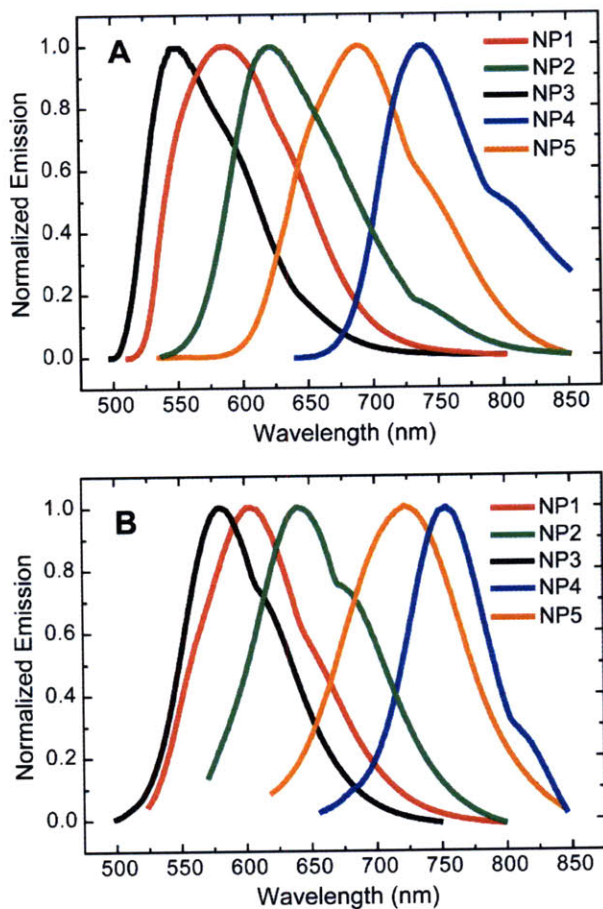 A
NP1
NP2
NP3
NP4
NP5
1.0
0.8
0.6
0.4
0.2
0.0
Normalized Emission
500 550 600 650 700 750 800 850
Wavelength (nm)
B
NP1
NP2
NP3
NP4
NP5
1.0
0.8
0.6
0.4
0.2
0.0
Normalized Emission
500 550 600 650 700 750 800 850
Wavelength (nm)